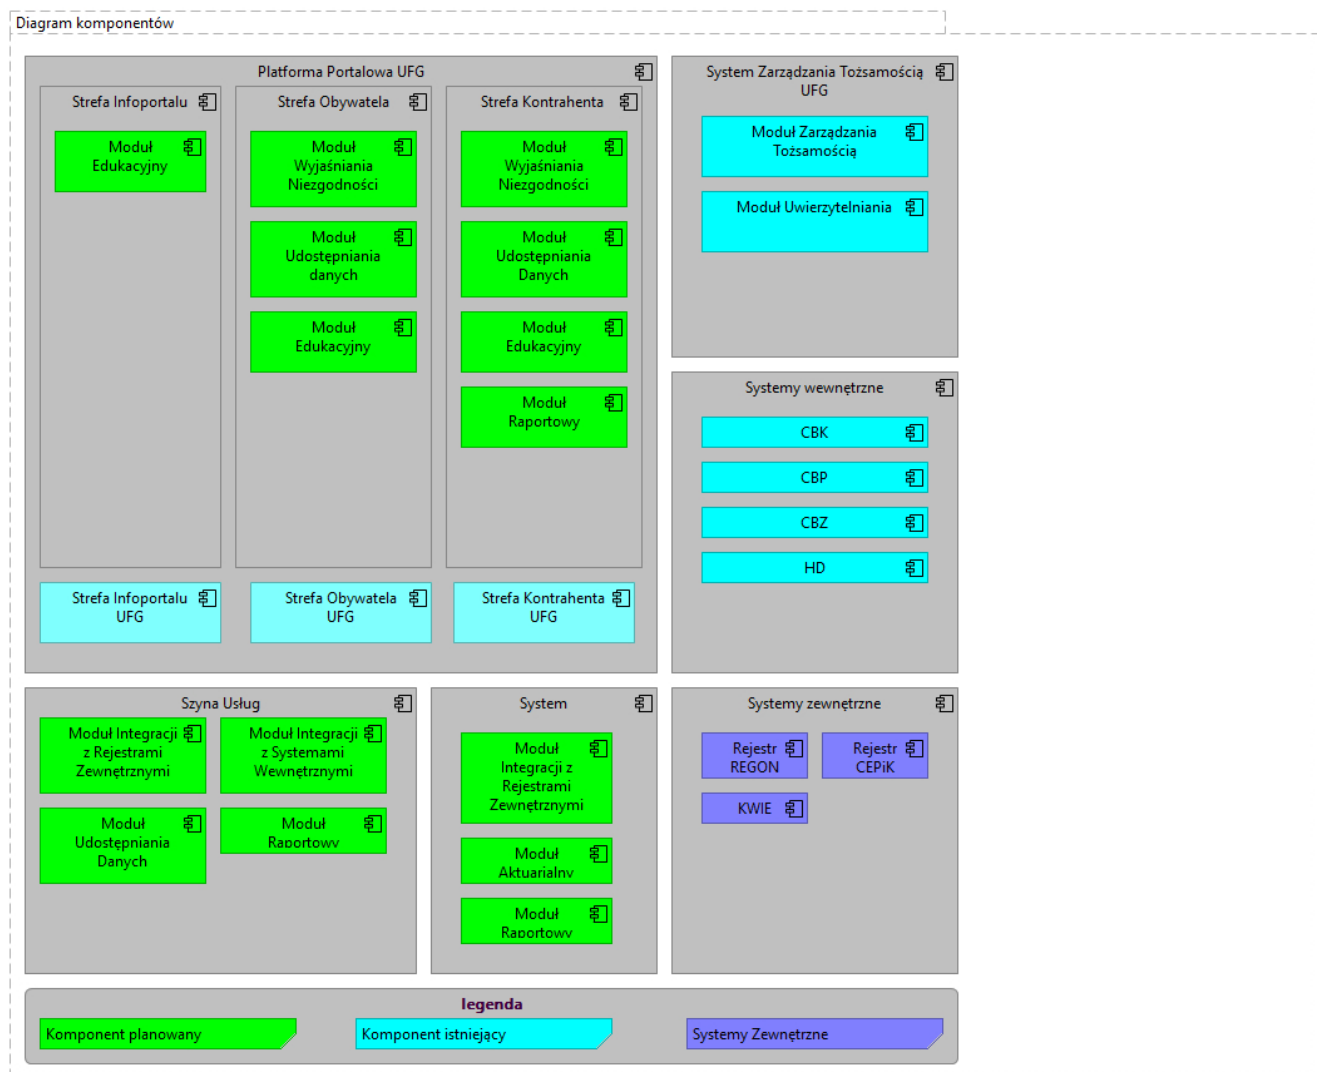 Diagram komponentów
Platforma Portalowa UFG
Strefa Infoportalu
Moduł
Edukacyjny
Strefa Obywatela
Moduł
Wyjaśniania
Niezgodności
Moduł
Udostępniania
danych
Moduł
Edukacyjny
Strefa Kontrahenta
Moduł
Wyjaśniania
Niezgodności
Moduł
Udostępniania
Danych
Moduł
Edukacyjny
Moduł
Raportowy
Strefa Infoportalu
UFG
Strefa Obywatela
UFG
Strefa Kontrahenta
UFG
System Zarządzania Tożsamością
UFG
Moduł Zarządzania
Tożsamością
Moduł Uwierzytelniania
Systemy wewnętrzne
CBK
CBP
CBZ
HD
Szyna Usług
Moduł Integracji
z Rejestrami
Zewnętrznymi
Moduł Integracji
z Systemami
Wewnętrznymi
Moduł
Udostępniania
Danych
Moduł
Raportowy
System
Moduł
Integracji z
Rejestrami
Zewnętrznymi
Moduł
Aktuarialny
Moduł
Raportowy
Systemy zewnętrzne
Rejestr
REGON
Rejestr
CEPiK
KWIE
legenda
Komponent planowany
Komponent istniejący
Systemy Zewnętrzne